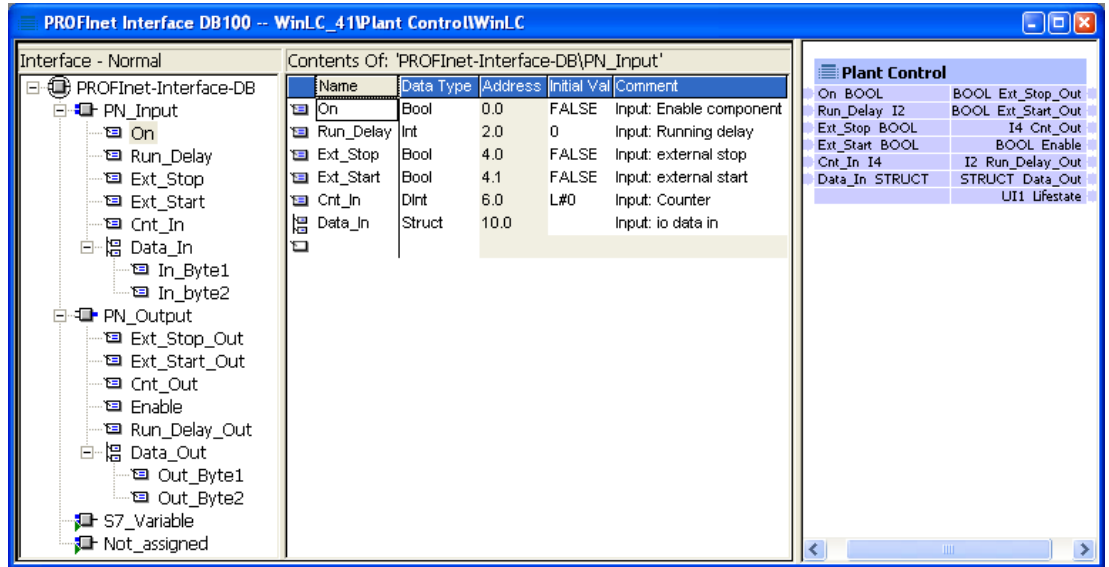 PROFInet Interface DB100 -- WinLC_41\Plant Control\WinLC
Interface - Normal
PROFInet-Interface-DB
PN_Input
On
Run_Delay
Ext_Stop
Ext_Start
Cnt_In
Data_In
In_Byte1
In_byte2
PN_Output
Ext_Stop_Out
Ext_Start_Out
Cnt_Out
Enable
Run_Delay_Out
Data_Out
Out_Byte1
Out_Byte2
S7_Variable
Not_assigned
Contents Of: 'PROFInet-Interface-DB\PN_Input'
Name Data Type Address Initial Val Comment
On Bool 0.0 FALSE Input: Enable component
Run_Delay Int 2.0 0 Input: Running delay
Ext_Stop Bool 4.0 FALSE Input: external stop
Ext_Start Bool 4.1 FALSE Input: external start
Cnt_In DInt 6.0 L#0 Input: Counter
Data_In Struct 10.0 Input: io data in
Plant Control
On BOOL BOOL Ext_Stop_Out
Run_Delay I2 BOOL Ext_Start_Out
Ext_Stop BOOL I4 Cnt_Out
Ext_Start BOOL BOOL Enable
Cnt_In I4 I2 Run_Delay_Out
Data_In STRUCT STRUCT Data_Out
UI1 Lifestate